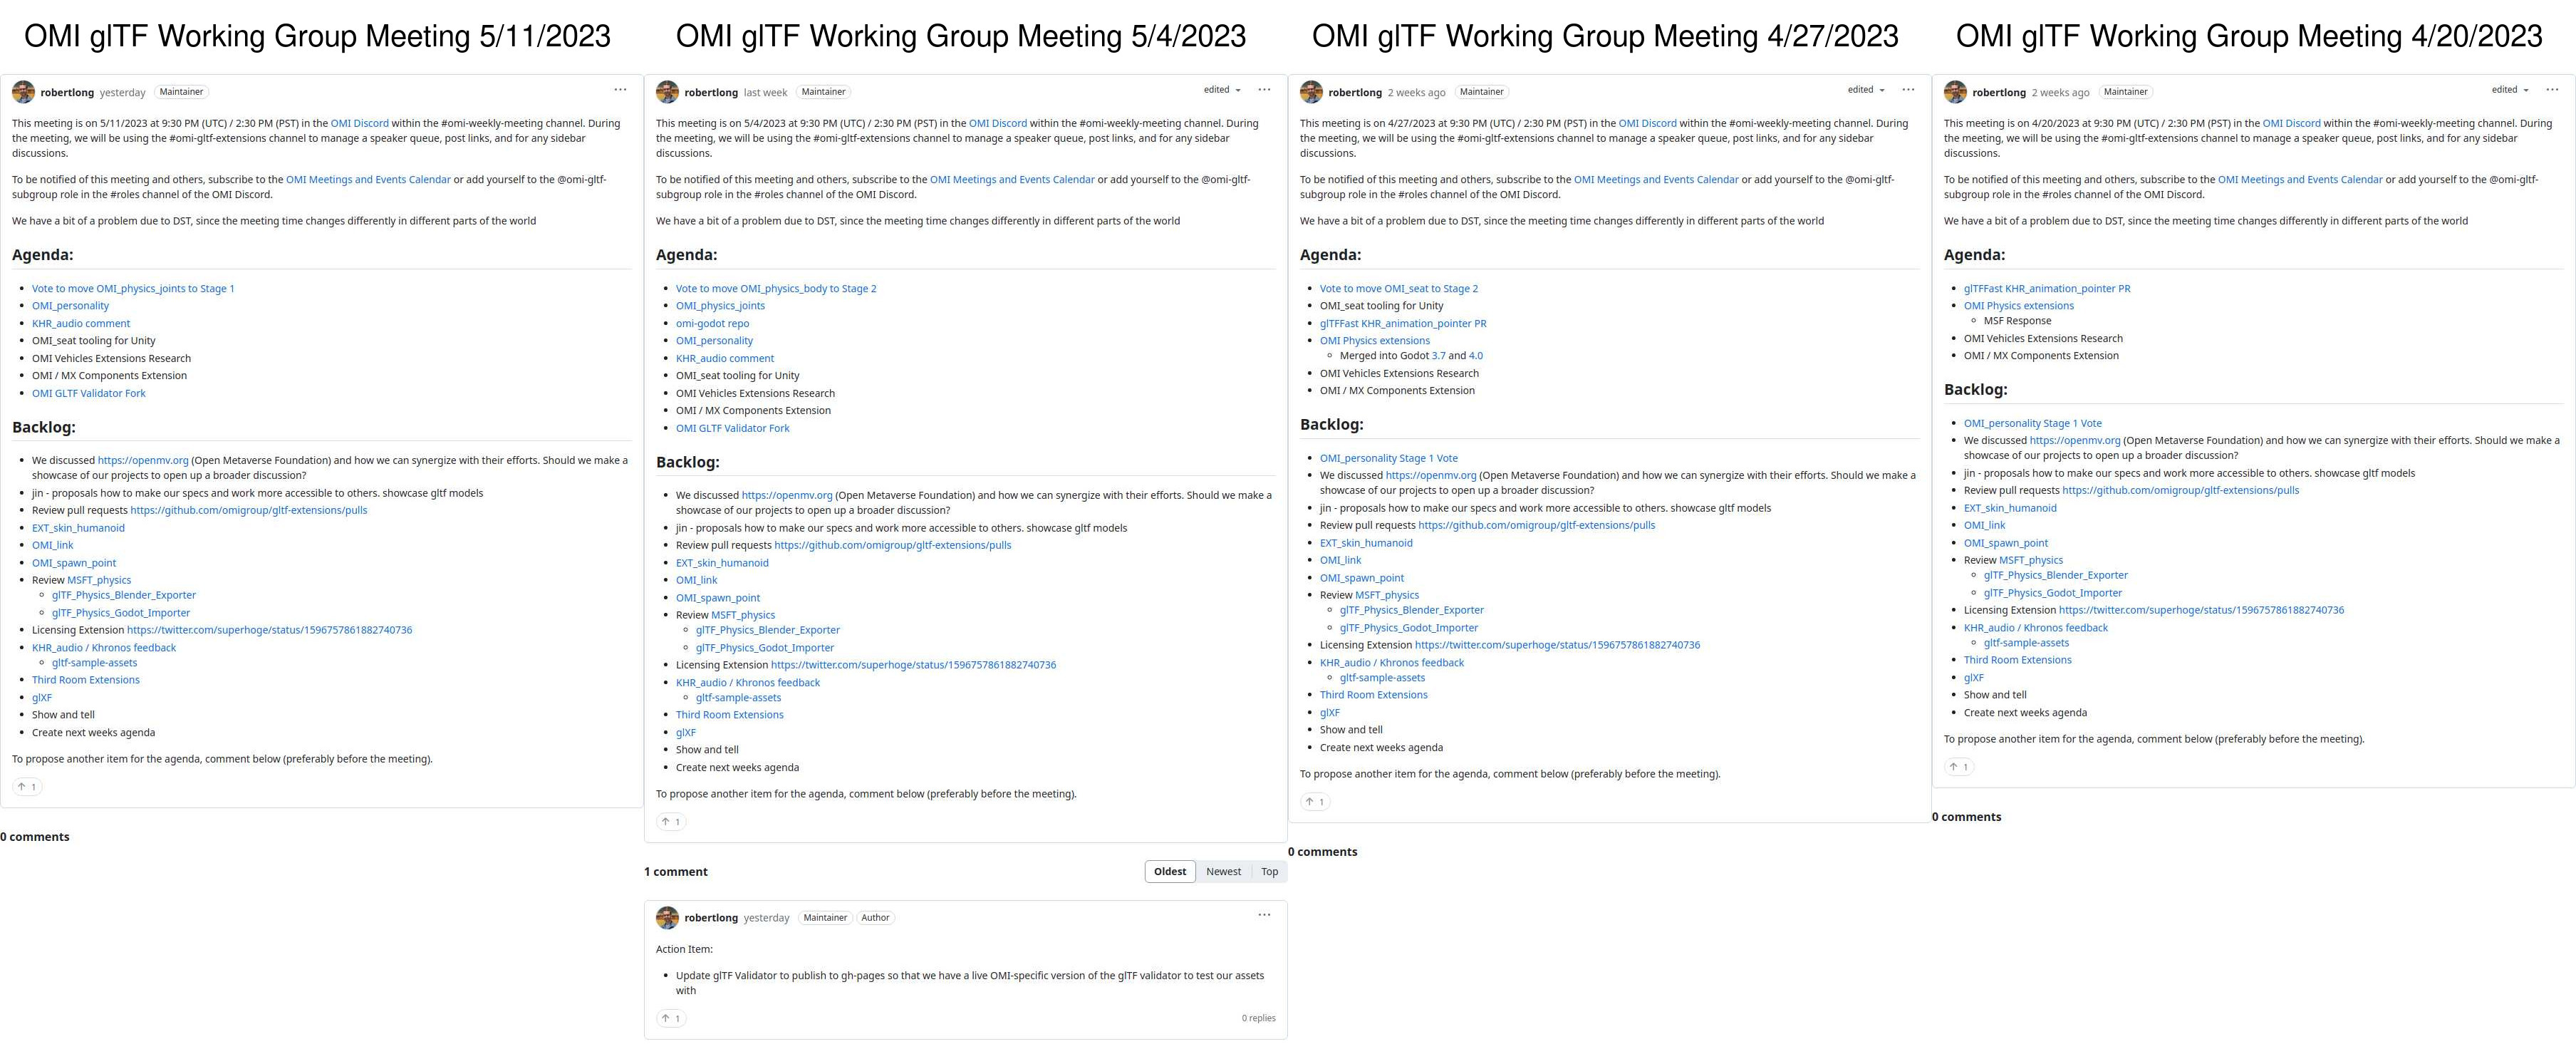 OMI glTF Working Group Meeting 5/11/2023
robertlong yesterday Maintainer
This meeting is on 5/11/2023 at 9:30 PM (UTC) / 2:30 PM (PST) in the OMI Discord within the #omi-weekly-meeting channel. During
the meeting, we will be using the #omi-gltf-extensions channel to manage a speaker queue, post links, and for any sidebar
discussions.
To be notified of this meeting and others, subscribe to the OMI Meetings and Events Calendar or add yourself to the @omi-gltf-
subgroup role in the #roles channel of the OMI Discord.
We have a bit of a problem due to DST, since the meeting time changes differently in different parts of the world
Agenda:
Vote to move OMI_physics_joints to Stage 1
OMI_personality
KHR_audio comment
OMI_seat tooling for Unity
OMI Vehicles Extensions Research
OMI / MX Components Extension
OMI GLTF Validator Fork
Backlog:
We discussed https://openmv.org (Open Metaverse Foundation) and how we can synergize with their efforts. Should we make a
showcase of our projects to open up a broader discussion?
jin - proposals how to make our specs and work more accessible to others. showcase gltf models
Review pull requests https://github.com/omigroup/gltf-extensions/pulls
EXT_skin_humanoid
OMI_link
OMI_spawn_point
Review MSFT_physics
glTF_Physics_Blender_Exporter
glTF_Physics_Godot_Importer
Licensing Extension https://twitter.com/superhoge/status/1596757861882740736
KHR_audio / Khronos feedback
gltf-sample-assets
Third Room Extensions
glXF
Show and tell
Create next weeks agenda
To propose another item for the agenda, comment below (preferably before the meeting).
↑ 1
0 comments
OMI glTF Working Group Meeting 5/4/2023
robertlong last week Maintainer edited
This meeting is on 5/4/2023 at 9:30 PM (UTC) / 2:30 PM (PST) in the OMI Discord within the #omi-weekly-meeting channel. During
the meeting, we will be using the #omi-gltf-extensions channel to manage a speaker queue, post links, and for any sidebar
discussions.
To be notified of this meeting and others, subscribe to the OMI Meetings and Events Calendar or add yourself to the @omi-gltf-
subgroup role in the #roles channel of the OMI Discord.
We have a bit of a problem due to DST, since the meeting time changes differently in different parts of the world
Agenda:
Vote to move OMI_physics_body to Stage 2
OMI_physics_joints
omi-godot repo
OMI_personality
KHR_audio comment
OMI_seat tooling for Unity
OMI Vehicles Extensions Research
OMI / MX Components Extension
OMI GLTF Validator Fork
Backlog:
We discussed https://openmv.org (Open Metaverse Foundation) and how we can synergize with their efforts. Should we make a
showcase of our projects to open up a broader discussion?
jin - proposals how to make our specs and work more accessible to others. showcase gltf models
Review pull requests https://github.com/omigroup/gltf-extensions/pulls
EXT_skin_humanoid
OMI_link
OMI_spawn_point
Review MSFT_physics
glTF_Physics_Blender_Exporter
glTF_Physics_Godot_Importer
Licensing Extension https://twitter.com/superhoge/status/1596757861882740736
KHR_audio / Khronos feedback
gltf-sample-assets
Third Room Extensions
glXF
Show and tell
Create next weeks agenda
To propose another item for the agenda, comment below (preferably before the meeting).
↑ 1
1 comment Oldest Newest Top
robertlong yesterday Maintainer Author
Action Item:
Update glTF Validator to publish to gh-pages so that we have a live OMI-specific version of the glTF validator to test our assets
with
↑ 1 0 replies
OMI glTF Working Group Meeting 4/27/2023
robertlong 2 weeks ago Maintainer edited
This meeting is on 4/27/2023 at 9:30 PM (UTC) / 2:30 PM (PST) in the OMI Discord within the #omi-weekly-meeting channel. During
the meeting, we will be using the #omi-gltf-extensions channel to manage a speaker queue, post links, and for any sidebar
discussions.
To be notified of this meeting and others, subscribe to the OMI Meetings and Events Calendar or add yourself to the @omi-gltf-
subgroup role in the #roles channel of the OMI Discord.
We have a bit of a problem due to DST, since the meeting time changes differently in different parts of the world
Agenda:
Vote to move OMI_seat to Stage 2
OMI_seat tooling for Unity
glTFFast KHR_animation_pointer PR
OMI Physics extensions
Merged into Godot 3.7 and 4.0
OMI Vehicles Extensions Research
OMI / MX Components Extension
Backlog:
OMI_personality Stage 1 Vote
We discussed https://openmv.org (Open Metaverse Foundation) and how we can synergize with their efforts. Should we make a
showcase of our projects to open up a broader discussion?
jin - proposals how to make our specs and work more accessible to others. showcase gltf models
Review pull requests https://github.com/omigroup/gltf-extensions/pulls
EXT_skin_humanoid
OMI_link
OMI_spawn_point
Review MSFT_physics
glTF_Physics_Blender_Exporter
glTF_Physics_Godot_Importer
Licensing Extension https://twitter.com/superhoge/status/1596757861882740736
KHR_audio / Khronos feedback
gltf-sample-assets
Third Room Extensions
glXF
Show and tell
Create next weeks agenda
To propose another item for the agenda, comment below (preferably before the meeting).
↑ 1
0 comments
OMI glTF Working Group Meeting 4/20/2023
robertlong 2 weeks ago Maintainer edited
This meeting is on 4/20/2023 at 9:30 PM (UTC) / 2:30 PM (PST) in the OMI Discord within the #omi-weekly-meeting channel. During
the meeting, we will be using the #omi-gltf-extensions channel to manage a speaker queue, post links, and for any sidebar
discussions.
To be notified of this meeting and others, subscribe to the OMI Meetings and Events Calendar or add yourself to the @omi-gltf-
subgroup role in the #roles channel of the OMI Discord.
We have a bit of a problem due to DST, since the meeting time changes differently in different parts of the world
Agenda:
glTFFast KHR_animation_pointer PR
OMI Physics extensions
MSF Response
OMI Vehicles Extensions Research
OMI / MX Components Extension
Backlog:
OMI_personality Stage 1 Vote
We discussed https://openmv.org (Open Metaverse Foundation) and how we can synergize with their efforts. Should we make a
showcase of our projects to open up a broader discussion?
jin - proposals how to make our specs and work more accessible to others. showcase gltf models
Review pull requests https://github.com/omigroup/gltf-extensions/pulls
EXT_skin_humanoid
OMI_link
OMI_spawn_point
Review MSFT_physics
glTF_Physics_Blender_Exporter
glTF_Physics_Godot_Importer
Licensing Extension https://twitter.com/superhoge/status/1596757861882740736
KHR_audio / Khronos feedback
gltf-sample-assets
Third Room Extensions
glXF
Show and tell
Create next weeks agenda
To propose another item for the agenda, comment below (preferably before the meeting).
↑ 1
0 comments